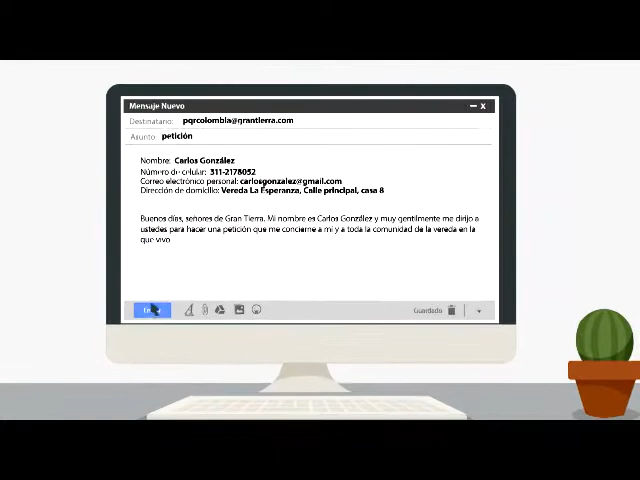 Mensaje Nuevo
Destinatario: pqrcolombia@grantierra.com
Asunto petición
Nombre: Carlos González
Número de celular: 311-2178052
Correo electrónico personal: carlosgonzalez@gmail.com
Dirección de domicilio: Vereda La Esperanza, Calle principal, casa 8
Buenos días, señores de Gran Tierra. Mi nombre es Carlos González y muy gentilmente me dirijo a
ustedes para hacer una petición que me concierne a mi y a toda la comunidad de la vereda en la
que vivo
Guardado